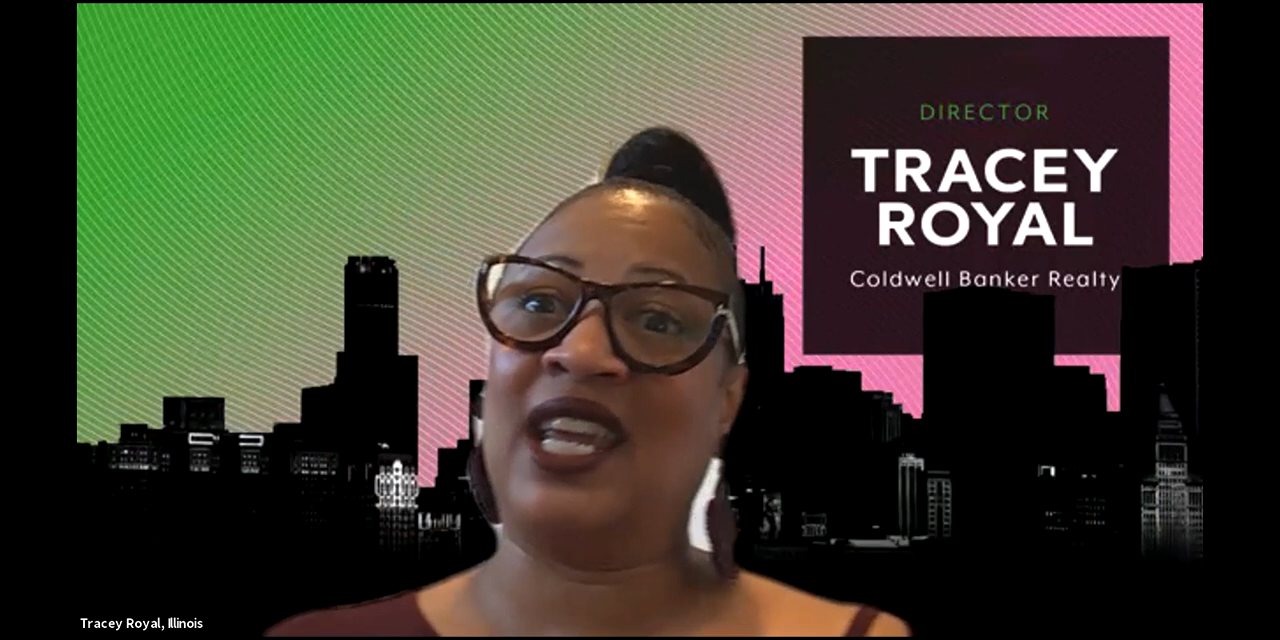 DIRECTOR
TRACEY
ROYAL
Coldwell Banker Realty
Tracey Royal, Illinois